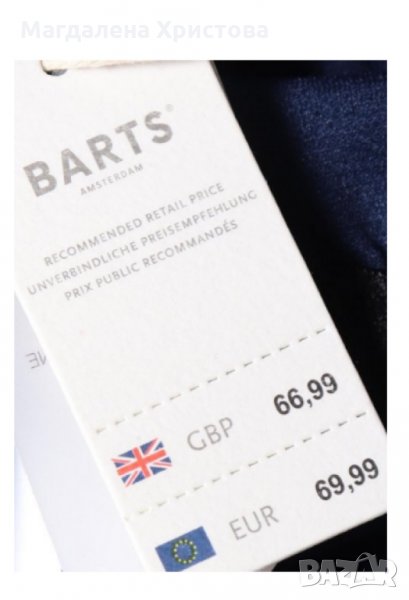 Магдалена Христова
BARTS®
AMSTERDAM
RECOMMENDED RETAIL PRICE
UNVERBINDLICHE PREISEMPFEHLUNG
PRIX PUBLIC RECOMMANDÉS
GBP 66,99
EUR 69,99
BAZAR